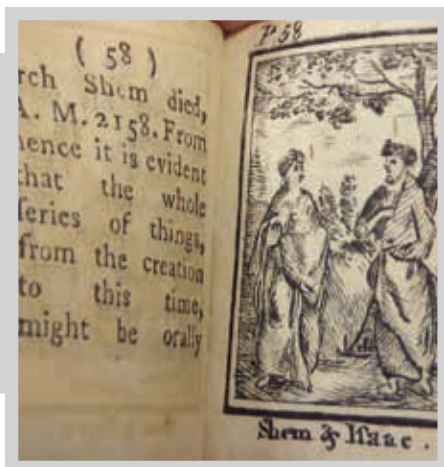 ( 58 )
rch Shem died,
A. M. 2158. From
hence it is evident
that the whole
ſeries of things,
from the creation
to this time,
might be orally
P. 58
Shem & Iſaac .